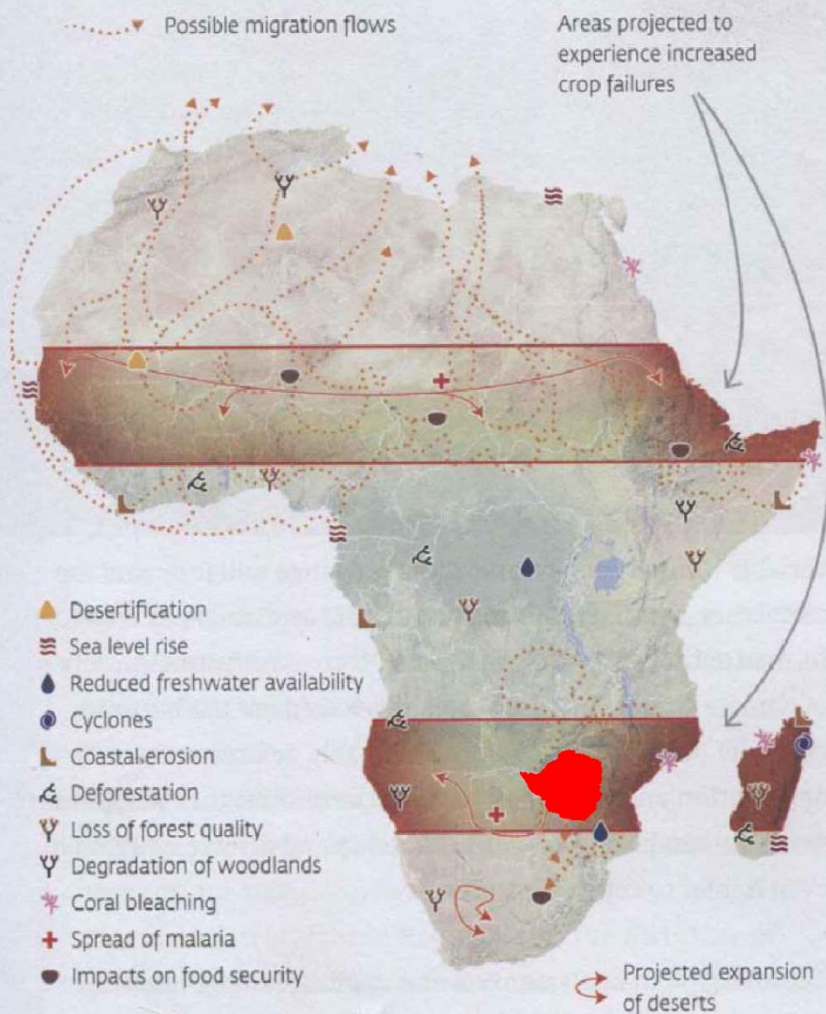 Possible migration flows
Areas projected to
experience increased
crop failures
Desertification
Sea level rise
Reduced freshwater availability
Cyclones
Coastal erosion
Deforestation
Loss of forest quality
Degradation of woodlands
Coral bleaching
Spread of malaria
Impacts on food security
Projected expansion
of deserts